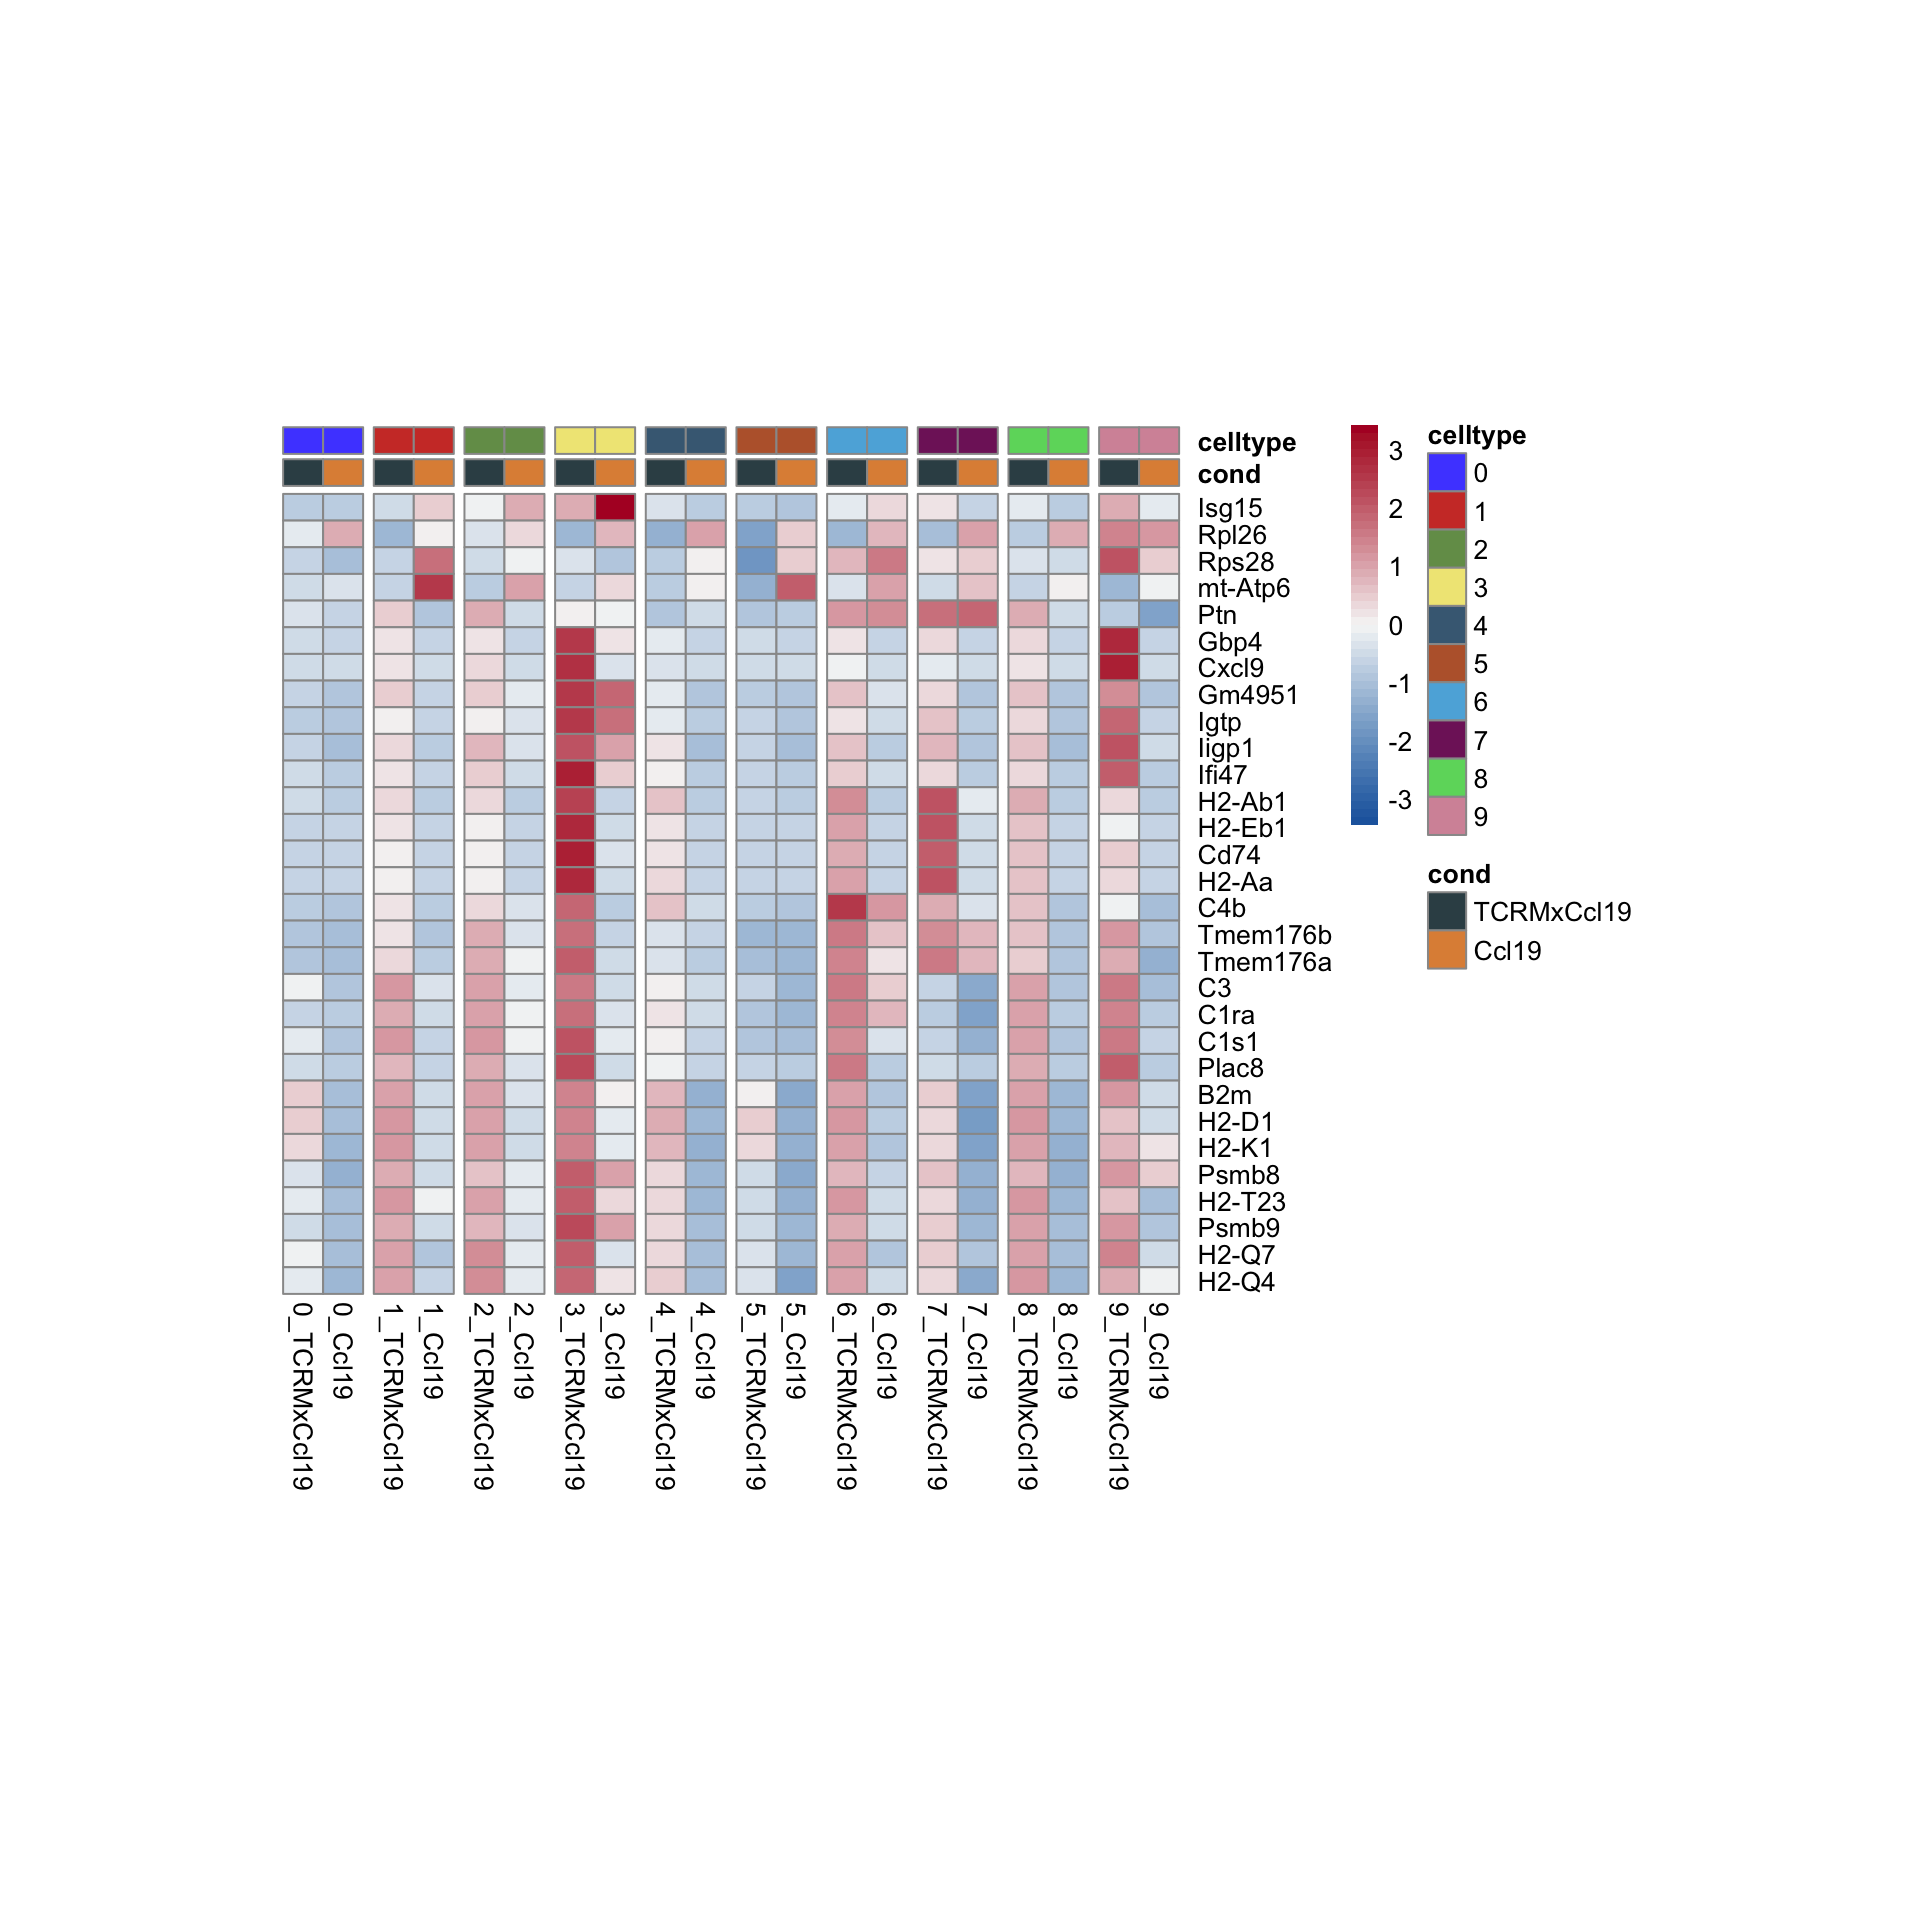 celltype
cond
Isg15
Rpl26
Rps28
mt-Atp6
Ptn
Gbp4
Cxcl9
Gm4951
Igtp
Iigp1
Ifi47
H2-Ab1
H2-Eb1
Cd74
H2-Aa
C4b
Tmem176b
Tmem176a
C3
C1ra
C1s1
Plac8
B2m
H2-D1
H2-K1
Psmb8
H2-T23
Psmb9
H2-Q7
H2-Q4
0_TCRMxCcl19
0_Ccl19
1_TCRMxCcl19
1_Ccl19
2_TCRMxCcl19
2_Ccl19
3_TCRMxCcl19
3_Ccl19
4_TCRMxCcl19
4_Ccl19
5_TCRMxCcl19
5_Ccl19
6_TCRMxCcl19
6_Ccl19
7_TCRMxCcl19
7_Ccl19
8_TCRMxCcl19
8_Ccl19
9_TCRMxCcl19
9_Ccl19
3
2
1
0
-1
-2
-3
celltype
0
1
2
3
4
5
6
7
8
9
cond
TCRMxCcl19
Ccl19